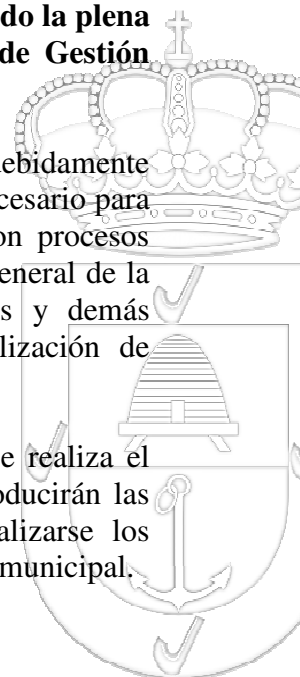 do la plena
de Gestión
ebidamente
cesario para
on procesos
eneral de la
s y demás
lización de
e realiza el
oducirán las
alizarse los
municipal.